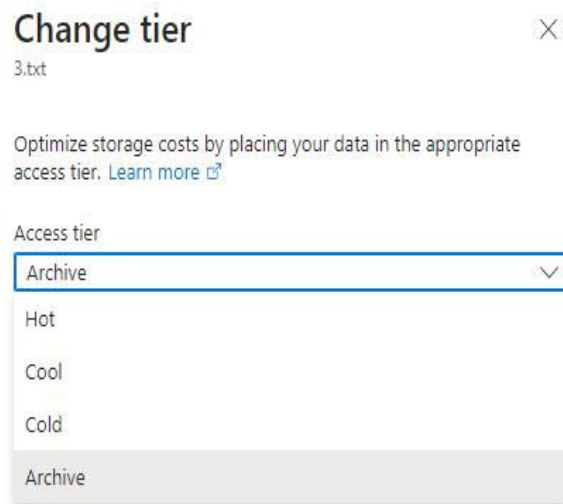 Change tier
3.txt
Optimize storage costs by placing your data in the appropriate
access tier. Learn more
Access tier
Archive
Hot
Cool
Cold
Archive